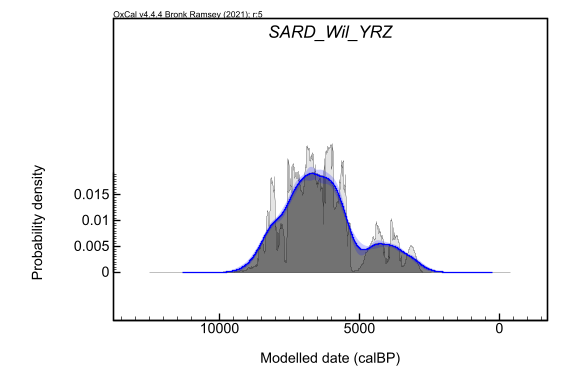 OxCal v4.4.4 Bronk Ramsey (2021); r:5
SARD_Wil_YRZ
Probability density
0.015
0.01
0.005
0
10000 5000 0
Modelled date (calBP)